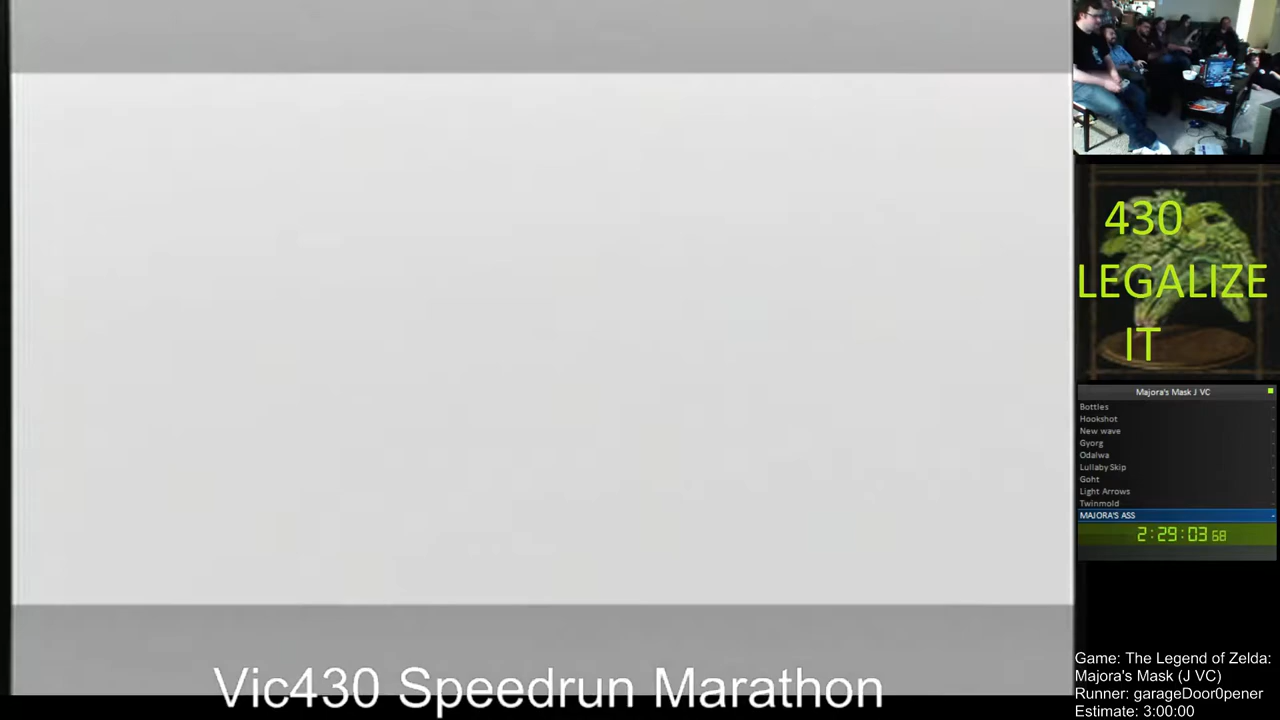 430
LEGALIZE
IT
Majora's Mask J VC
Bottles -
Hookshot -
New wave -
Gyorg -
Odalwa -
Lullaby Skip -
Goht -
Light Arrows -
Twinmold -
MAJORA'S ASS -
2:29:03 68
Vic430 Speedrun Marathon
Game: The Legend of Zelda:
Majora's Mask (J VC)
Runner: garageDoor0pener
Estimate: 3:00:00